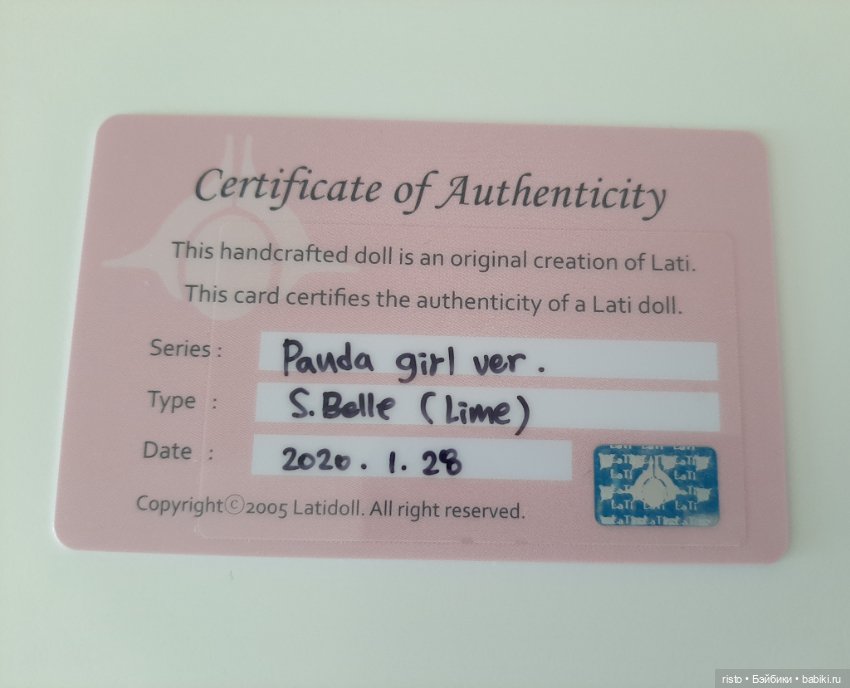 Certificate of Authenticity
This handcrafted doll is an original creation of Lati.
This card certifies the authenticity of a Lati doll.
Series : Panda girl ver.
Type : S.Belle (Lime)
Date : 2020. 1. 28
Copyright©2005 Latidoll. All right reserved.
risto • Бэйбики • babiki.ru